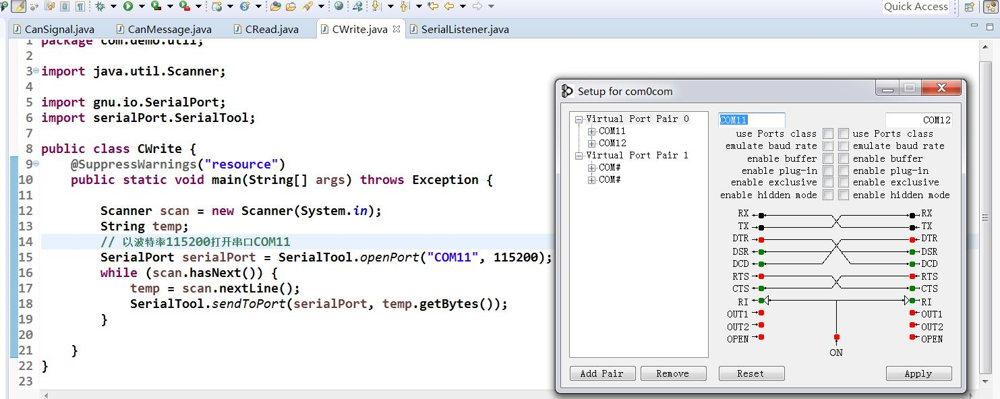 Quick Access
CanSignal.java
CanMessage.java
CRead.java
CWrite.java
SerialListener.java
1 package com.demo.util;
2
3 import java.util.Scanner;
4
5 import gnu.io.SerialPort;
6 import serialPort.SerialTool;
7
8 public class CWrite {
9 @SuppressWarnings("resource")
10 public static void main(String[] args) throws Exception {
11
12 Scanner scan = new Scanner(System.in);
13 String temp;
14 // 以波特率115200打开串口COM11
15 SerialPort serialPort = SerialTool.openPort("COM11", 115200);
16 while (scan.hasNext()) {
17 temp = scan.nextLine();
18 SerialTool.sendToPort(serialPort, temp.getBytes());
19 }
20
21 }
22 }
23
Setup for com0com
Virtual Port Pair 0
COM11
COM12
Virtual Port Pair 1
COM#
COM#
COM11 COM12
use Ports class use Ports class
emulate baud rate emulate baud rate
enable buffer enable buffer
enable plug-in enable plug-in
enable exclusive enable exclusive
enable hidden mode enable hidden mode
RX RX
TX TX
DTR DTR
DSR DSR
DCD DCD
RTS RTS
CTS CTS
RI RI
OUT1 OUT1
OUT2 OUT2
OPEN OPEN
ON
Add Pair Remove Reset Apply